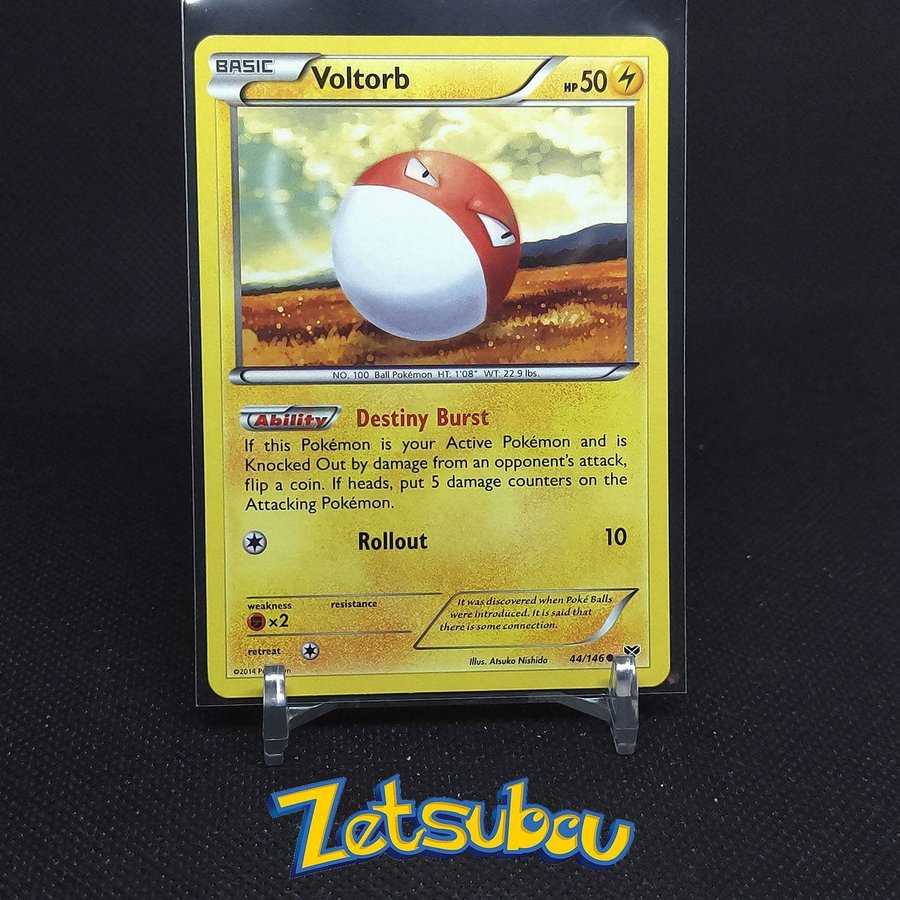 BASIC Voltorb HP 50
NO. 100 Ball Pokémon HT: 1'08" WT: 22.9 lbs.
Ability Destiny Burst
If this Pokémon is your Active Pokémon and is
Knocked Out by damage from an opponent's attack,
flip a coin. If heads, put 5 damage counters on the
Attacking Pokémon.
Rollout 10
weakness resistance
×2
It was discovered when Poké Balls
were introduced. It is said that
there is some connection.
retreat
Illus. Atsuko Nishida 44/146
©2014
Zetsubou